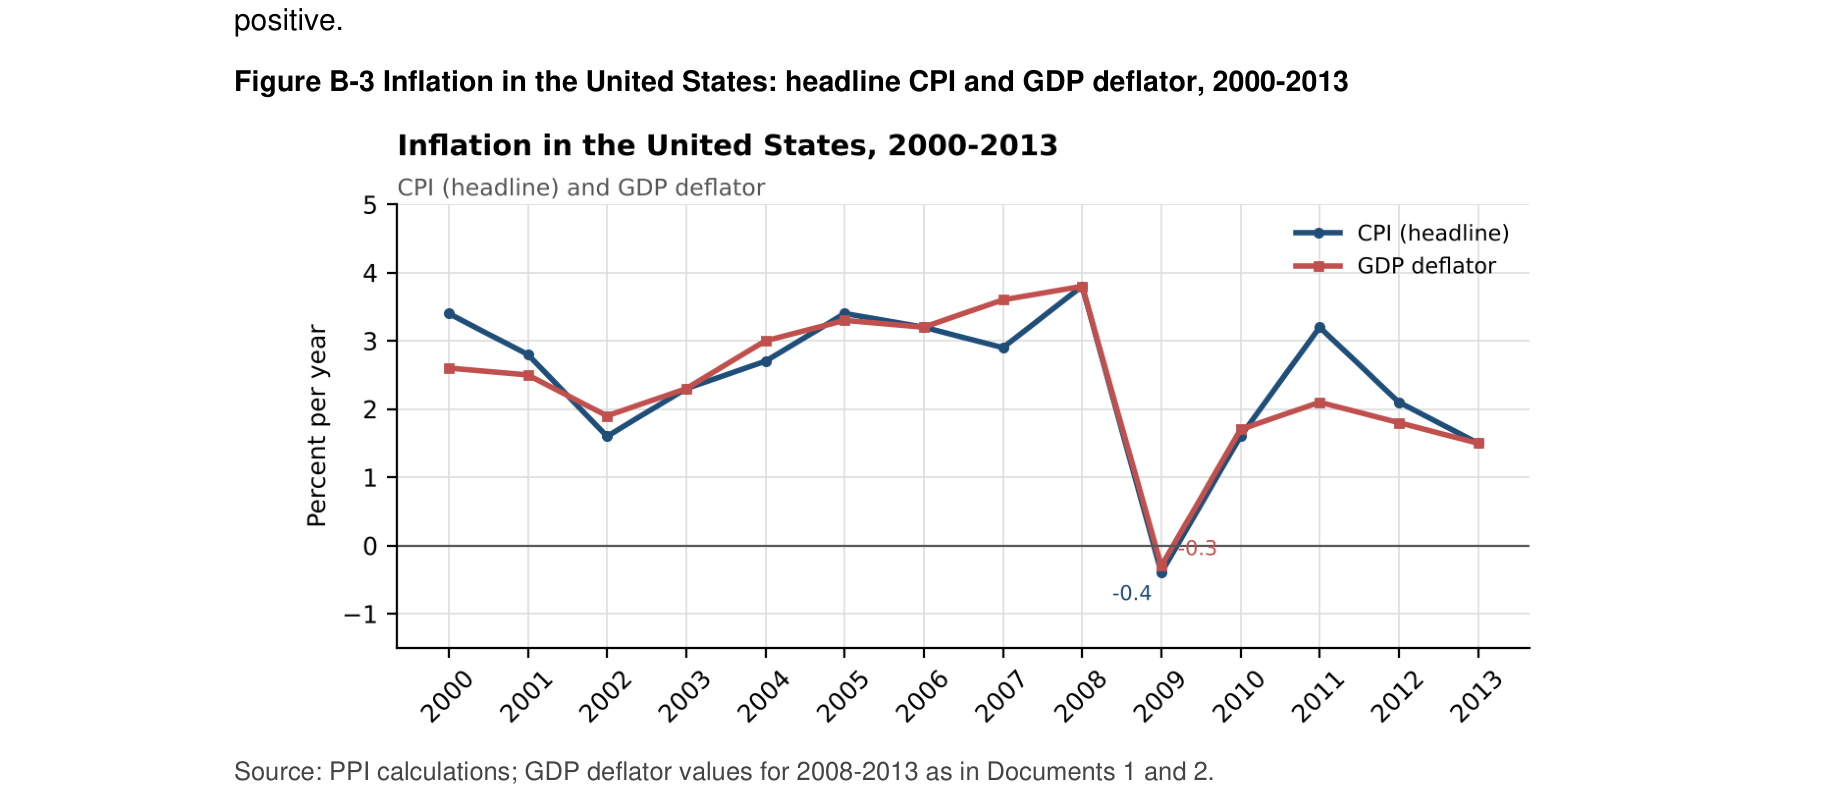 positive.
Figure B-3 Inflation in the United States: headline CPI and GDP deflator, 2000-2013
Inflation in the United States, 2000-2013
CPI (headline) and GDP deflator
5
4
3
2
1
0
−1
Percent per year
CPI (headline)
GDP deflator
-0.3
-0.4
2000
2001
2002
2003
2004
2005
2006
2007
2008
2009
2010
2011
2012
2013
Source: PPI calculations; GDP deflator values for 2008-2013 as in Documents 1 and 2.